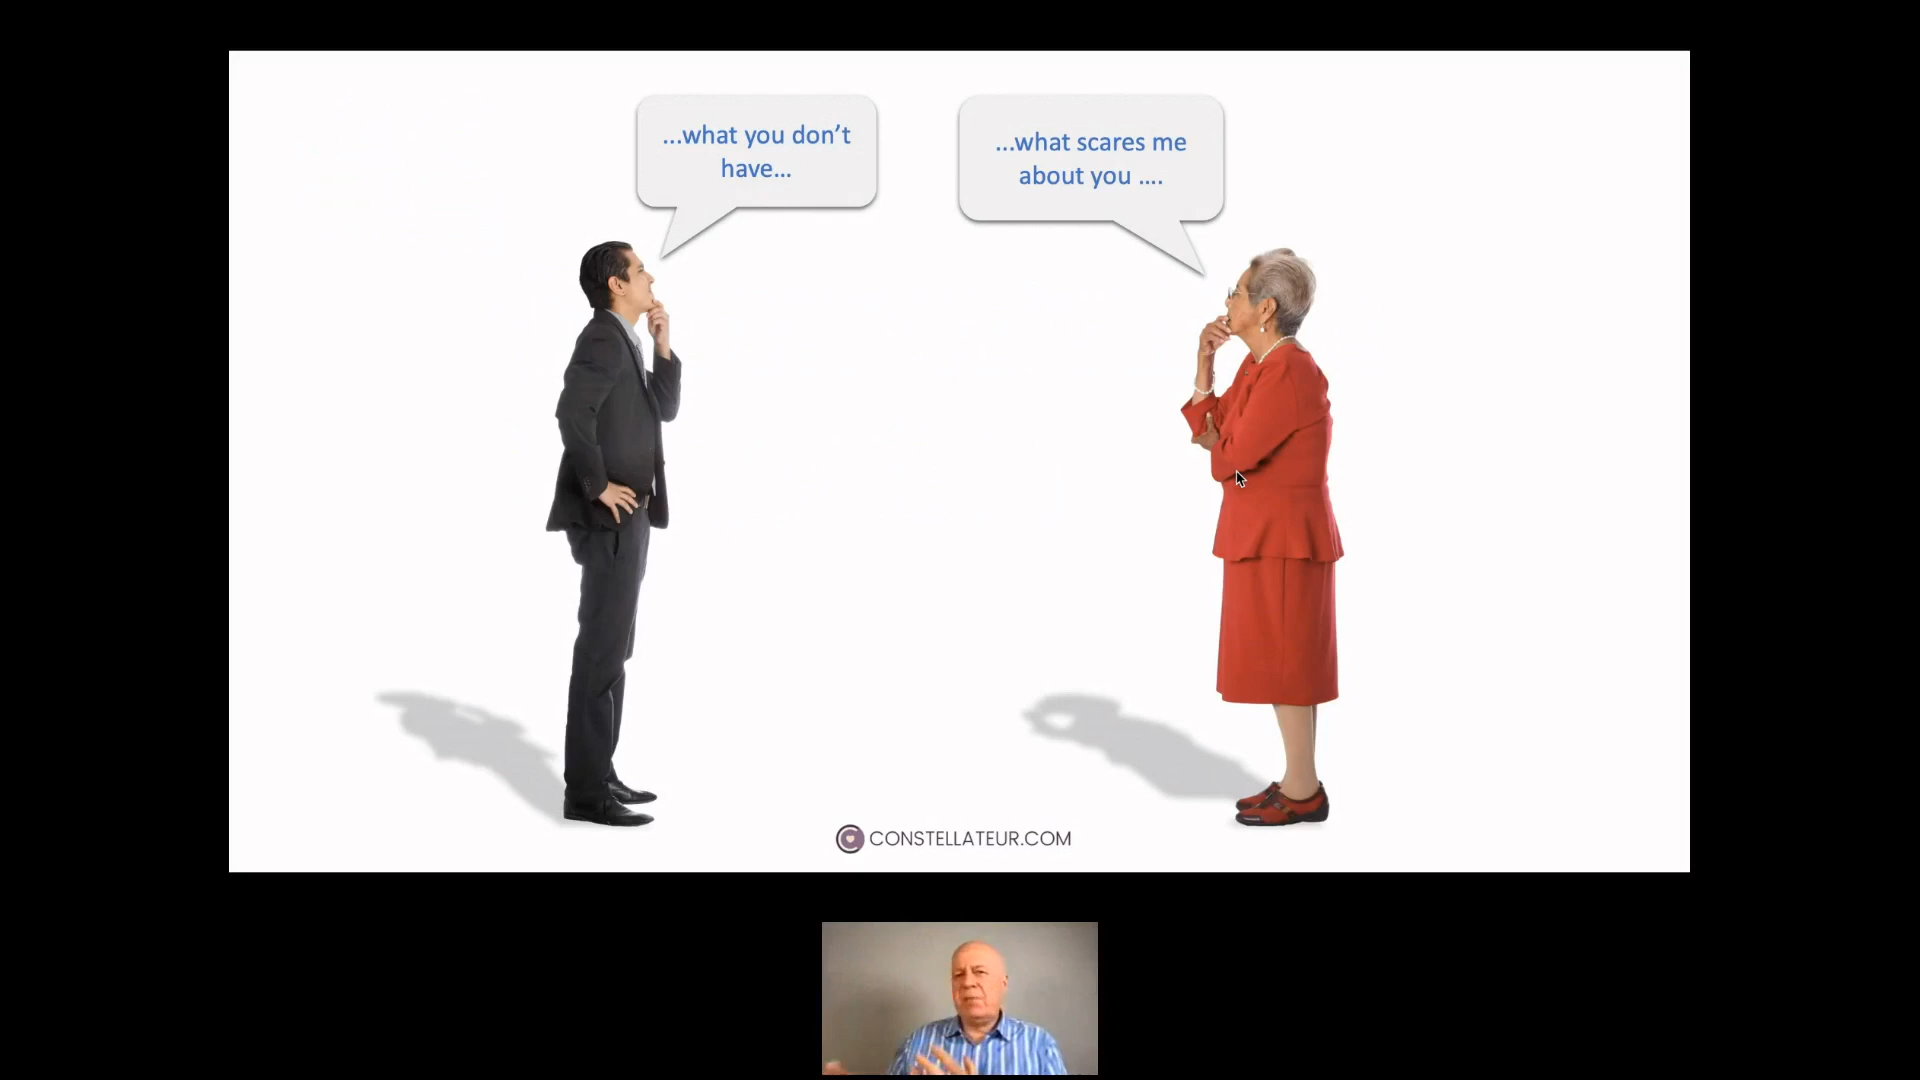 ...what you don’t
have...
...what scares me
about you ....
CONSTELLATEUR.COM